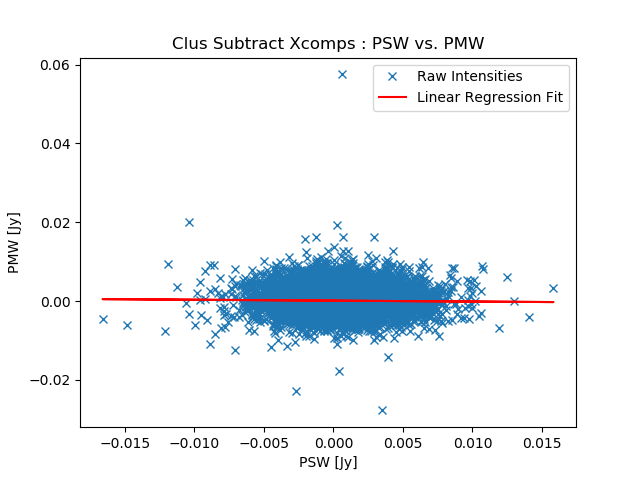 Clus Subtract Xcomps : PSW vs. PMW
Raw Intensities
Linear Regression Fit
PMW [Jy]
0.06
0.04
0.02
0.00
−0.02
−0.015
−0.010
−0.005
0.000
0.005
0.010
0.015
PSW [Jy]